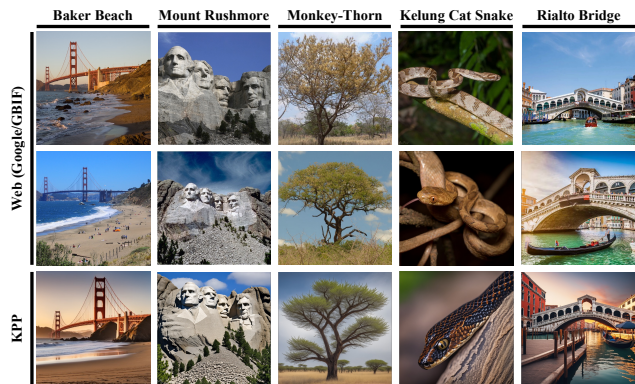 Baker Beach Mount Rushmore Monkey-Thorn Kelung Cat Snake Rialto Bridge
Web (Google/GBIF)
KPP